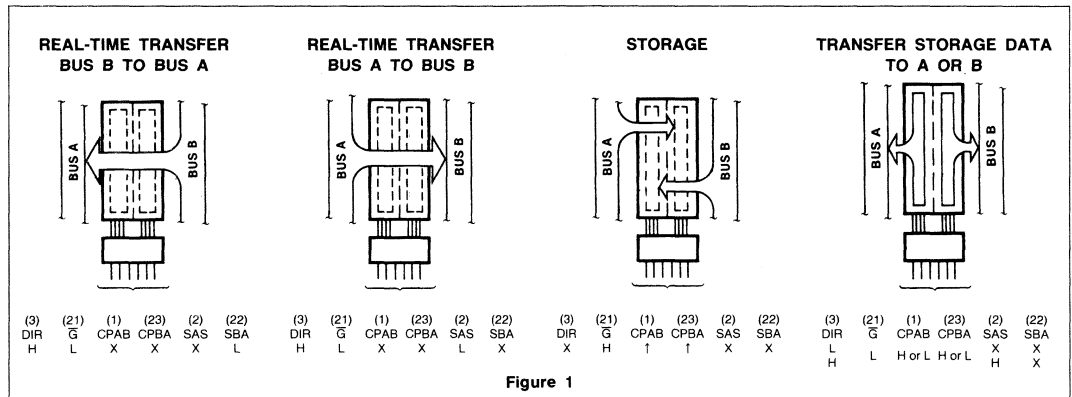 REAL-TIME TRANSFER
BUS B TO BUS A
BUS A
BUS B
(3) (21) (1) (23) (2) (22)
DIR G̅ CPAB CPBA SAS SBA
H L X X X L
REAL-TIME TRANSFER
BUS A TO BUS B
BUS A
BUS B
(3) (21) (1) (23) (2) (22)
DIR G̅ CPAB CPBA SAS SBA
H L X X L X
STORAGE
BUS A
BUS B
(3) (21) (1) (23) (2) (22)
DIR G̅ CPAB CPBA SAS SBA
X H ↑ ↑ X X
TRANSFER STORAGE DATA
TO A OR B
BUS A
BUS B
(3) (21) (1) (23) (2) (22)
DIR G̅ CPAB CPBA SAS SBA
L X X
L H or L H or L
H H X
Figure 1